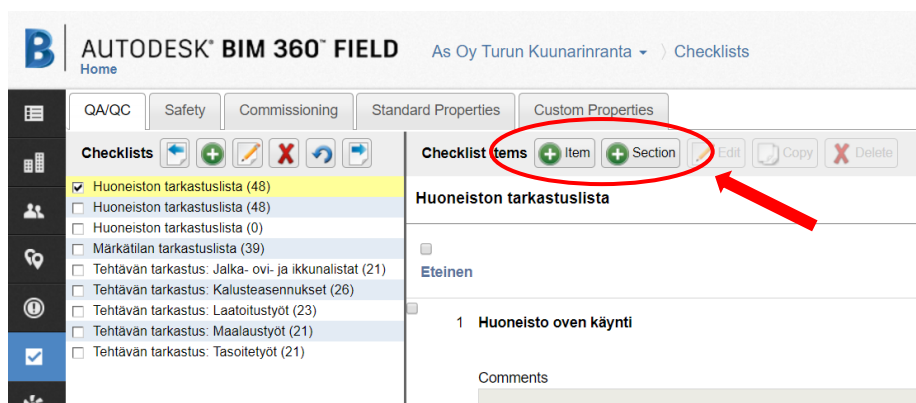 AUTODESK® BIM 360™ FIELD
As Oy Turun Kuunarinranta
Checklists
Home
QA/QC
Safety
Commissioning
Standard Properties
Custom Properties
Checklists
Checklist items
Item
Section
Edit
Copy
Delete
Huoneiston tarkastuslista (48)
Huoneiston tarkastuslista (48)
Huoneiston tarkastuslista (0)
Märkätilan tarkastuslista (39)
Tehtävän tarkastus: Jalka- ovi- ja ikkunalistat (21)
Tehtävän tarkastus: Kalusteasennukset (26)
Tehtävän tarkastus: Laatoitustyöt (23)
Tehtävän tarkastus: Maalaustyöt (21)
Tehtävän tarkastus: Tasoitetyöt (21)
Huoneiston tarkastuslista
Eteinen
1 Huoneisto oven käynti
Comments